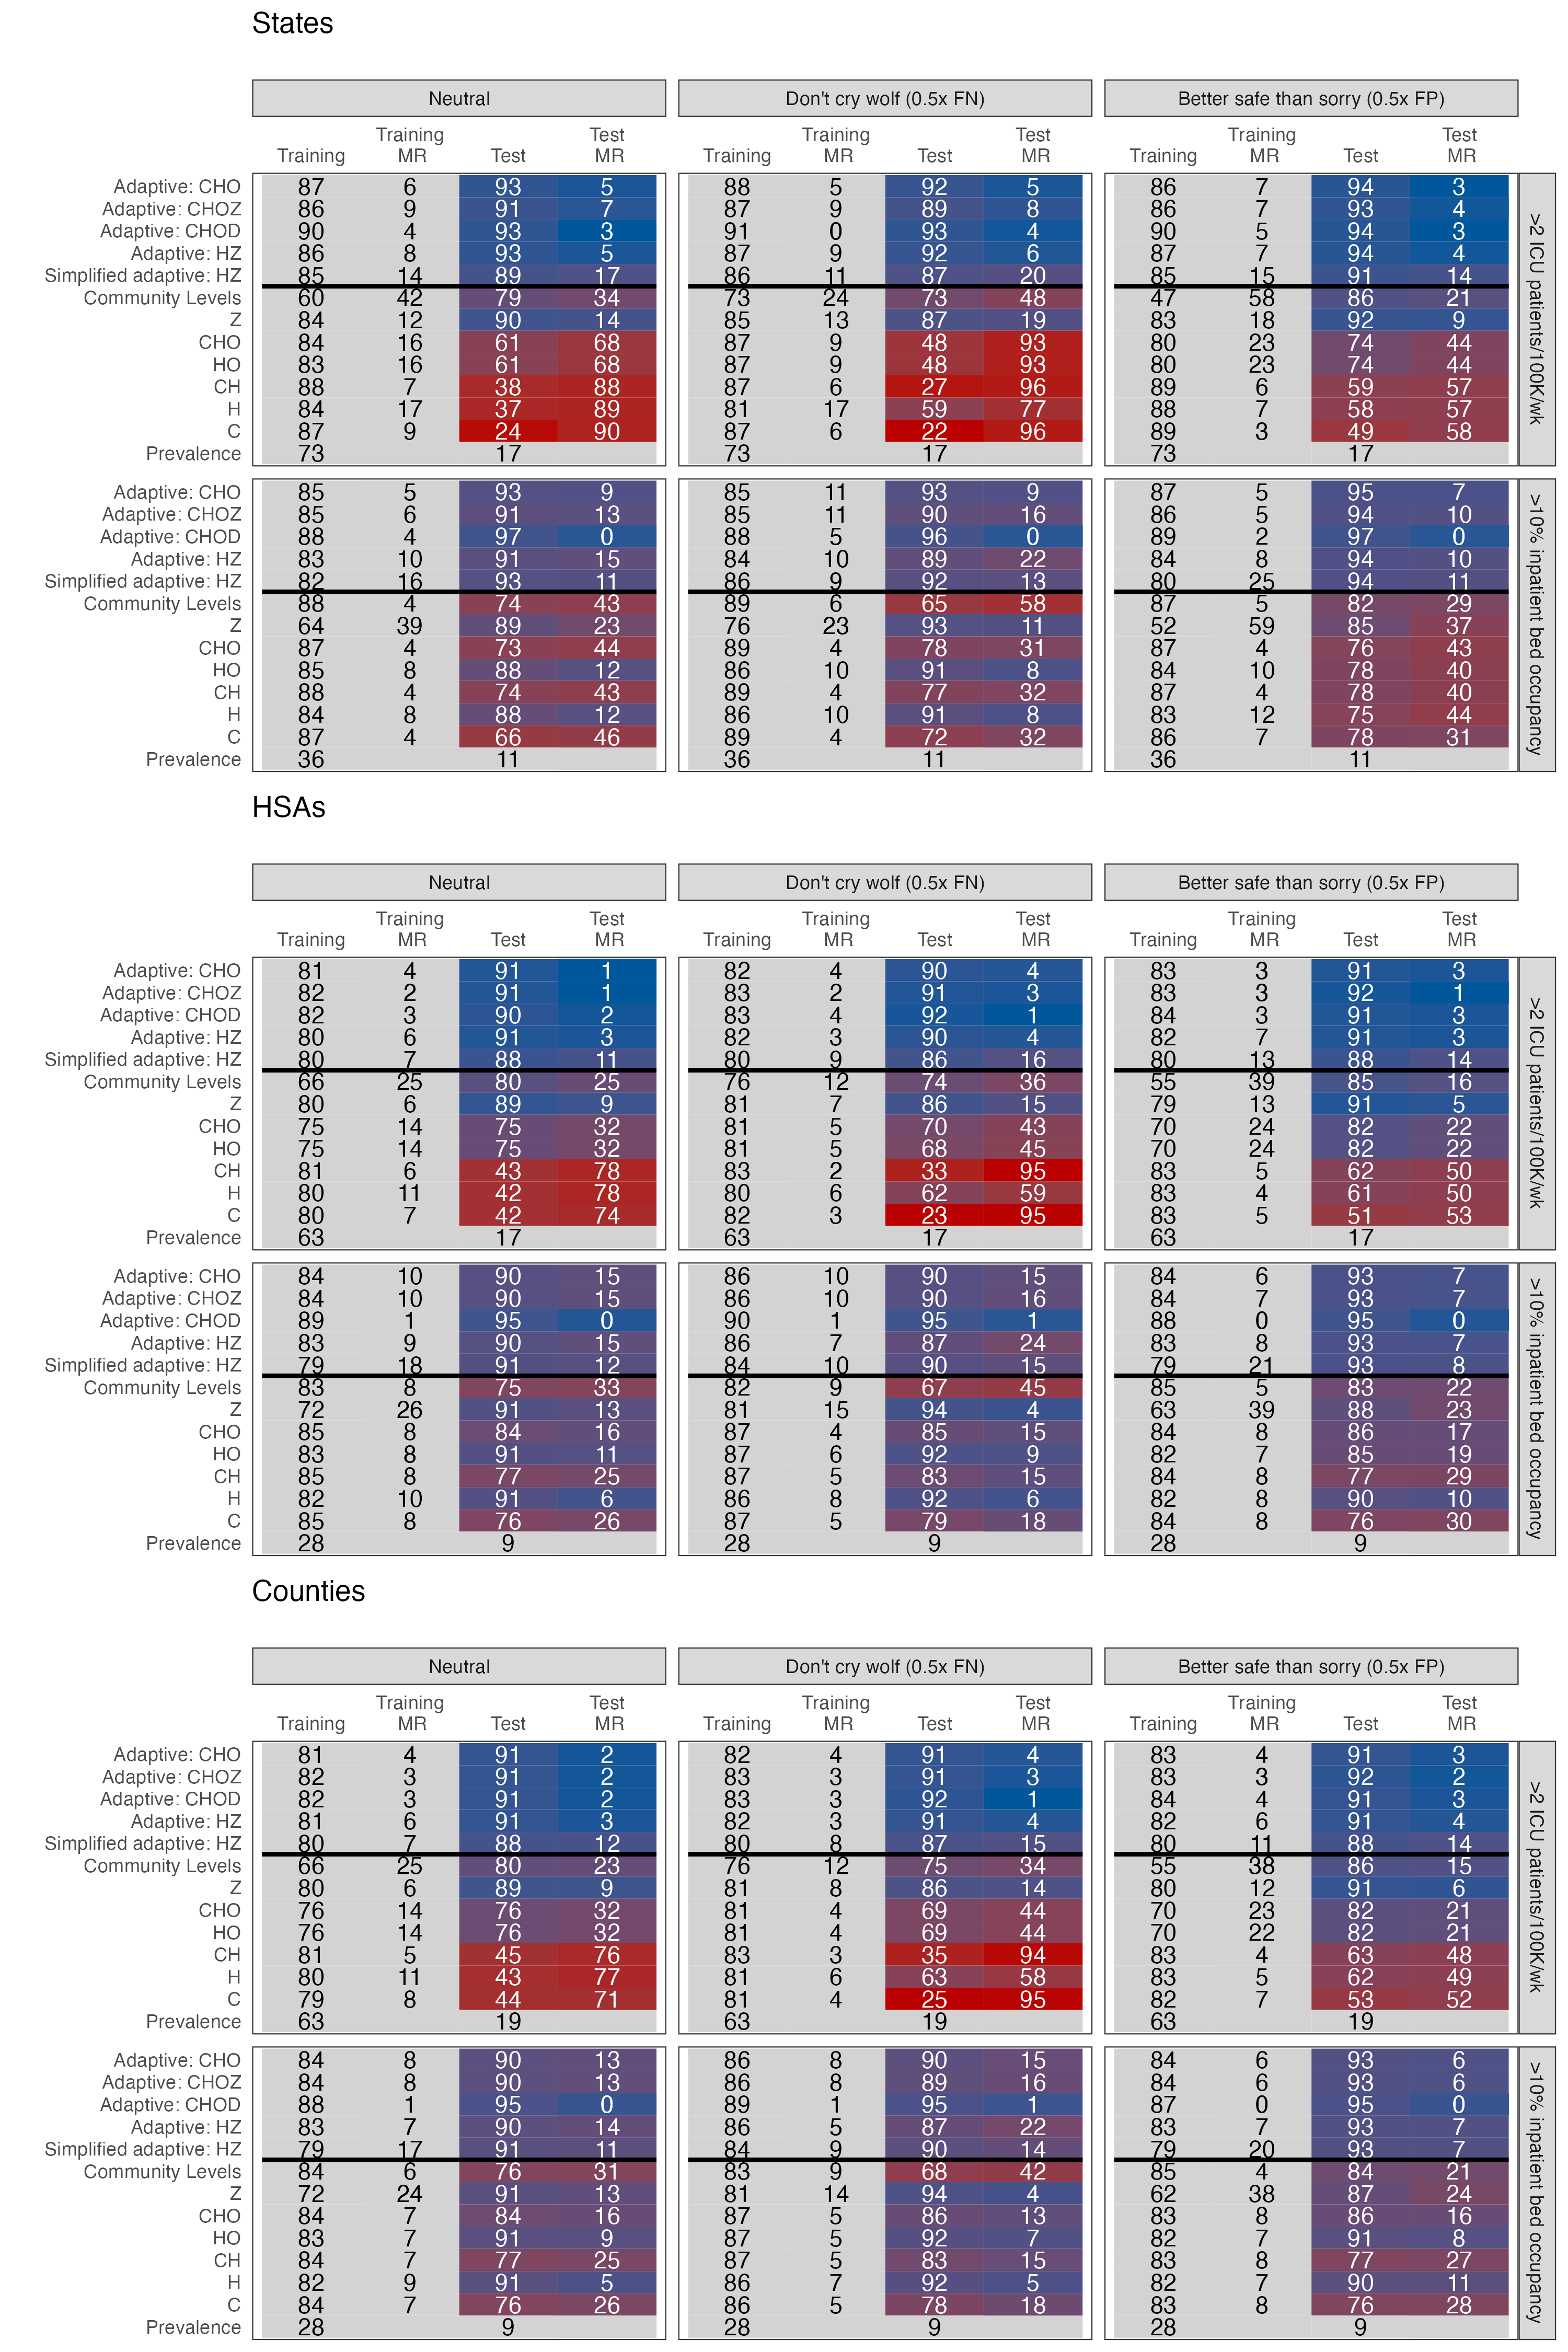 States
Neutral Don't cry wolf (0.5x FN) Better safe than sorry (0.5x FP)
Training Test Training Test Training Test
Training MR Test MR Training MR Test MR Training MR Test MR
Adaptive: CHO 87 6 93 5 88 5 92 5 86 7 94 3
Adaptive: CHOZ 86 9 91 7 87 9 89 8 86 7 93 4
Adaptive: CHOD 90 4 93 3 91 0 93 4 90 5 94 3
Adaptive: HZ 86 8 93 5 87 9 92 6 87 7 94 4
Simplified adaptive: HZ 85 14 89 17 86 11 87 20 85 15 91 14
Community Levels 60 42 79 34 73 24 73 48 47 58 86 21
Z 84 12 90 14 85 13 87 19 83 18 92 9
CHO 84 16 61 68 87 9 48 93 80 23 74 44
HO 83 16 61 68 87 9 48 93 80 23 74 44
CH 88 7 38 88 87 6 27 96 89 6 59 57
H 84 17 37 89 81 17 59 77 88 7 58 57
C 87 9 24 90 87 6 22 96 89 3 49 58
Prevalence 73 17 73 17 73 17
>2 ICU patients/100K/wk
Adaptive: CHO 85 5 93 9 85 11 93 9 87 5 95 7
Adaptive: CHOZ 85 6 91 13 85 11 90 16 86 5 94 10
Adaptive: CHOD 88 4 97 0 88 5 96 0 89 2 97 0
Adaptive: HZ 83 10 91 15 84 10 89 22 84 8 94 10
Simplified adaptive: HZ 82 16 93 11 86 9 92 13 80 25 94 11
Community Levels 88 4 74 43 89 6 65 58 87 5 82 29
Z 64 39 89 23 76 23 93 11 52 59 85 37
CHO 87 4 73 44 89 4 78 31 87 4 76 43
HO 85 8 88 12 86 10 91 8 84 10 78 40
CH 88 4 74 43 89 4 77 32 87 4 78 40
H 84 8 88 12 86 10 91 8 83 12 75 44
C 87 4 66 46 89 4 72 32 86 7 78 31
Prevalence 36 11 36 11 36 11
>10% inpatient bed occupancy
HSAs
Neutral Don't cry wolf (0.5x FN) Better safe than sorry (0.5x FP)
Training Test Training Test Training Test
Training MR Test MR Training MR Test MR Training MR Test MR
Adaptive: CHO 81 4 91 1 82 4 90 4 83 3 91 3
Adaptive: CHOZ 82 2 91 1 83 2 91 3 83 3 92 1
Adaptive: CHOD 82 3 90 2 83 4 92 1 84 3 91 3
Adaptive: HZ 80 6 91 3 82 3 90 4 82 7 91 3
Simplified adaptive: HZ 80 7 88 11 80 9 86 16 80 13 88 14
Community Levels 66 25 80 25 76 12 74 36 55 39 85 16
Z 80 6 89 9 81 7 86 15 79 13 91 5
CHO 75 14 75 32 81 5 70 43 70 24 82 22
HO 75 14 75 32 81 5 68 45 70 24 82 22
CH 81 6 43 78 83 2 33 95 83 5 62 50
H 80 11 42 78 80 6 62 59 83 4 61 50
C 80 7 42 74 82 3 23 95 83 5 51 53
Prevalence 63 17 63 17 63 17
>2 ICU patients/100K/wk
Adaptive: CHO 84 10 90 15 86 10 90 15 84 6 93 7
Adaptive: CHOZ 84 10 90 15 86 10 90 16 84 7 93 7
Adaptive: CHOD 89 1 95 0 90 1 95 1 88 0 95 0
Adaptive: HZ 83 9 90 15 86 7 87 24 83 8 93 7
Simplified adaptive: HZ 79 18 91 12 84 10 90 15 79 21 93 8
Community Levels 83 8 75 33 82 9 67 45 85 5 83 22
Z 72 26 91 13 81 15 94 4 63 39 88 23
CHO 85 8 84 16 87 4 85 15 84 8 86 17
HO 83 8 91 11 87 6 92 9 82 7 85 19
CH 85 8 77 25 87 5 83 15 84 8 77 29
H 82 10 91 6 86 8 92 6 82 8 90 10
C 85 8 76 26 87 5 79 18 84 8 76 30
Prevalence 28 9 28 9 28 9
>10% inpatient bed occupancy
Counties
Neutral Don't cry wolf (0.5x FN) Better safe than sorry (0.5x FP)
Training Test Training Test Training Test
Training MR Test MR Training MR Test MR Training MR Test MR
Adaptive: CHO 81 4 91 2 82 4 91 4 83 4 91 3
Adaptive: CHOZ 82 3 91 2 83 3 91 3 83 3 92 2
Adaptive: CHOD 82 3 91 2 83 3 92 1 84 4 91 3
Adaptive: HZ 81 6 91 3 82 3 91 4 82 6 91 4
Simplified adaptive: HZ 80 7 88 12 80 8 87 15 80 11 88 14
Community Levels 66 25 80 23 76 12 75 34 55 38 86 15
Z 80 6 89 9 81 8 86 14 80 12 91 6
CHO 76 14 76 32 81 4 69 44 70 23 82 21
HO 76 14 76 32 81 4 69 44 70 22 82 21
CH 81 5 45 76 83 3 35 94 83 4 63 48
H 80 11 43 77 81 6 63 58 83 5 62 49
C 79 8 44 71 81 4 25 95 82 7 53 52
Prevalence 63 19 63 19 63 19
>2 ICU patients/100K/wk
Adaptive: CHO 84 8 90 13 86 8 90 15 84 6 93 6
Adaptive: CHOZ 84 8 90 13 86 8 89 16 84 6 93 6
Adaptive: CHOD 88 1 95 0 89 1 95 1 87 0 95 0
Adaptive: HZ 83 7 90 14 86 5 87 22 83 7 93 7
Simplified adaptive: HZ 79 17 91 11 84 9 90 14 79 20 93 7
Community Levels 84 6 76 31 83 9 68 42 85 4 84 21
Z 72 24 91 13 81 14 94 4 62 38 87 24
CHO 84 7 84 16 87 5 86 13 83 8 86 16
HO 83 7 91 9 87 5 92 7 82 7 91 8
CH 84 7 77 25 87 5 83 15 83 8 77 27
H 82 9 91 5 86 7 92 5 82 7 90 11
C 84 7 76 26 86 5 78 18 83 8 76 28
Prevalence 28 9 28 9 28 9
>10% inpatient bed occupancy